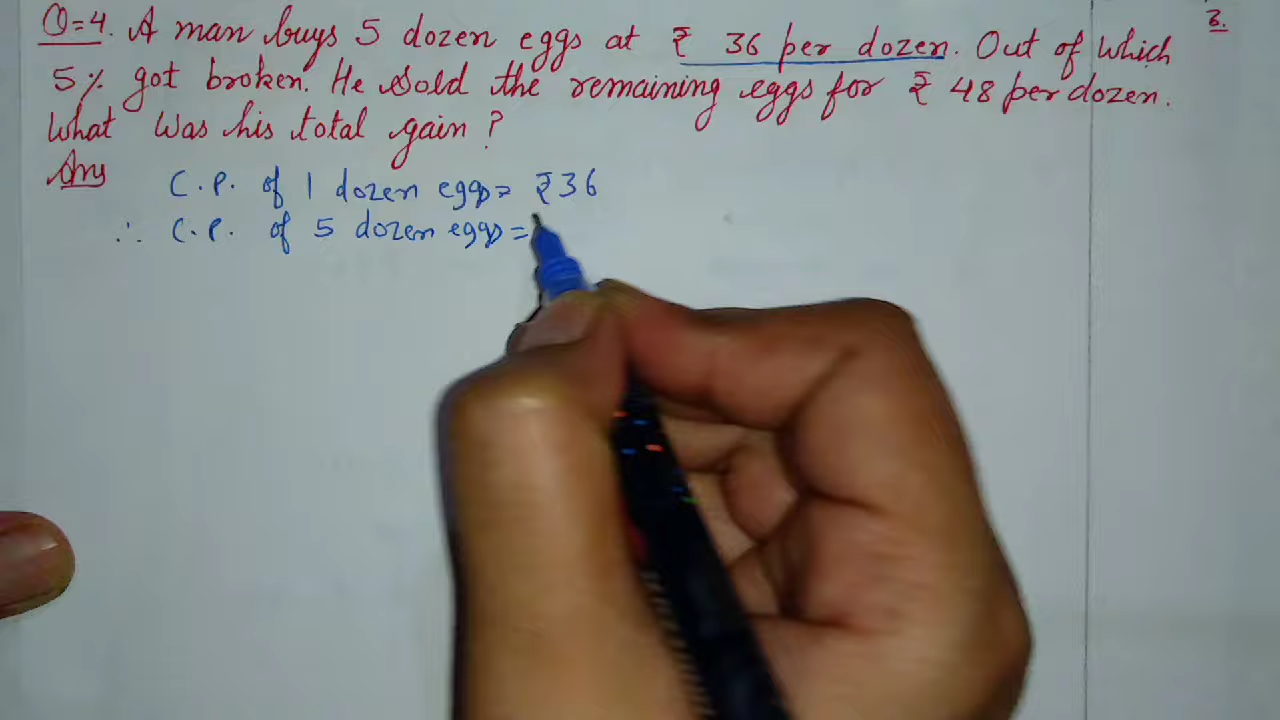 Q=4. A man buys 5 dozen eggs at ₹ 36 per dozen. Out of which
3.
5% got broken. He sold the remaining eggs for ₹ 48 per dozen.
What was his total gain ?
Ans
C.P. of 1 dozen eggs = ₹36
∴ C.P. of 5 dozen eggs =